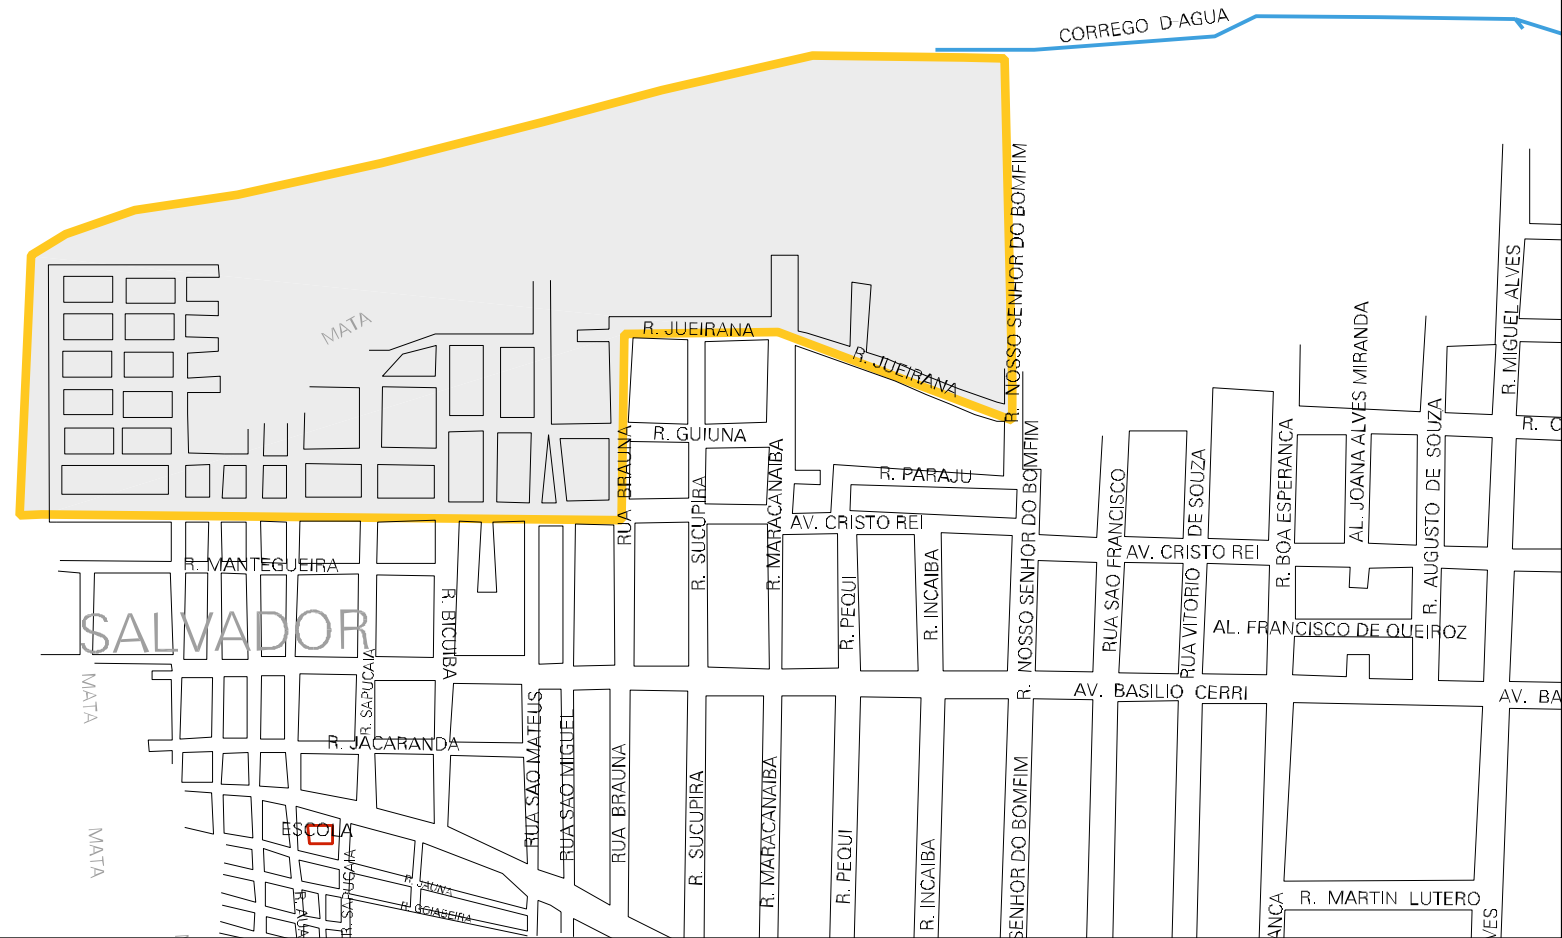 CORREGO D-AGUA
R. NOSSO SENHOR DO BOMFIM
MATA
R. JUEIRANA
R. JUEIRANA
R. MIGUEL ALVES
AL. JOANA ALVES MIRANDA
R. C
R. GUIUNA
RUA BRAUNA
R. SUCUPIRA
R. MARACANAIBA
R. PARAJU
AV. CRISTO REI
R. NOSSO SENHOR DO BOMFIM
RUA SAO FRANCISCO
RUA VITORIO DE SOUZA
R. BOA ESPERANCA
R. AUGUSTO DE SOUZA
AV. CRISTO REI
R. MANTEGUEIRA
SALVADOR
R. BICUIBA
R. PEQUI
R. INCAIBA
AL. FRANCISCO DE QUEIROZ
MATA
R. SAPUCAIA
AV. BASILIO CERRI
AV. BA
R. JACARANDA
RUA SAO MATEUS
RUA SAO MIGUEL
RUA BRAUNA
R. SUCUPIRA
R. MARACANAIBA
R. PEQUI
R. INCAIBA
SENHOR DO BOMFIM
ESCOLA
MATA
R. SAPUCAIA
R. JAUNA
R. GOIABEIRA
R. MARTIN LUTERO
ANCA
VES